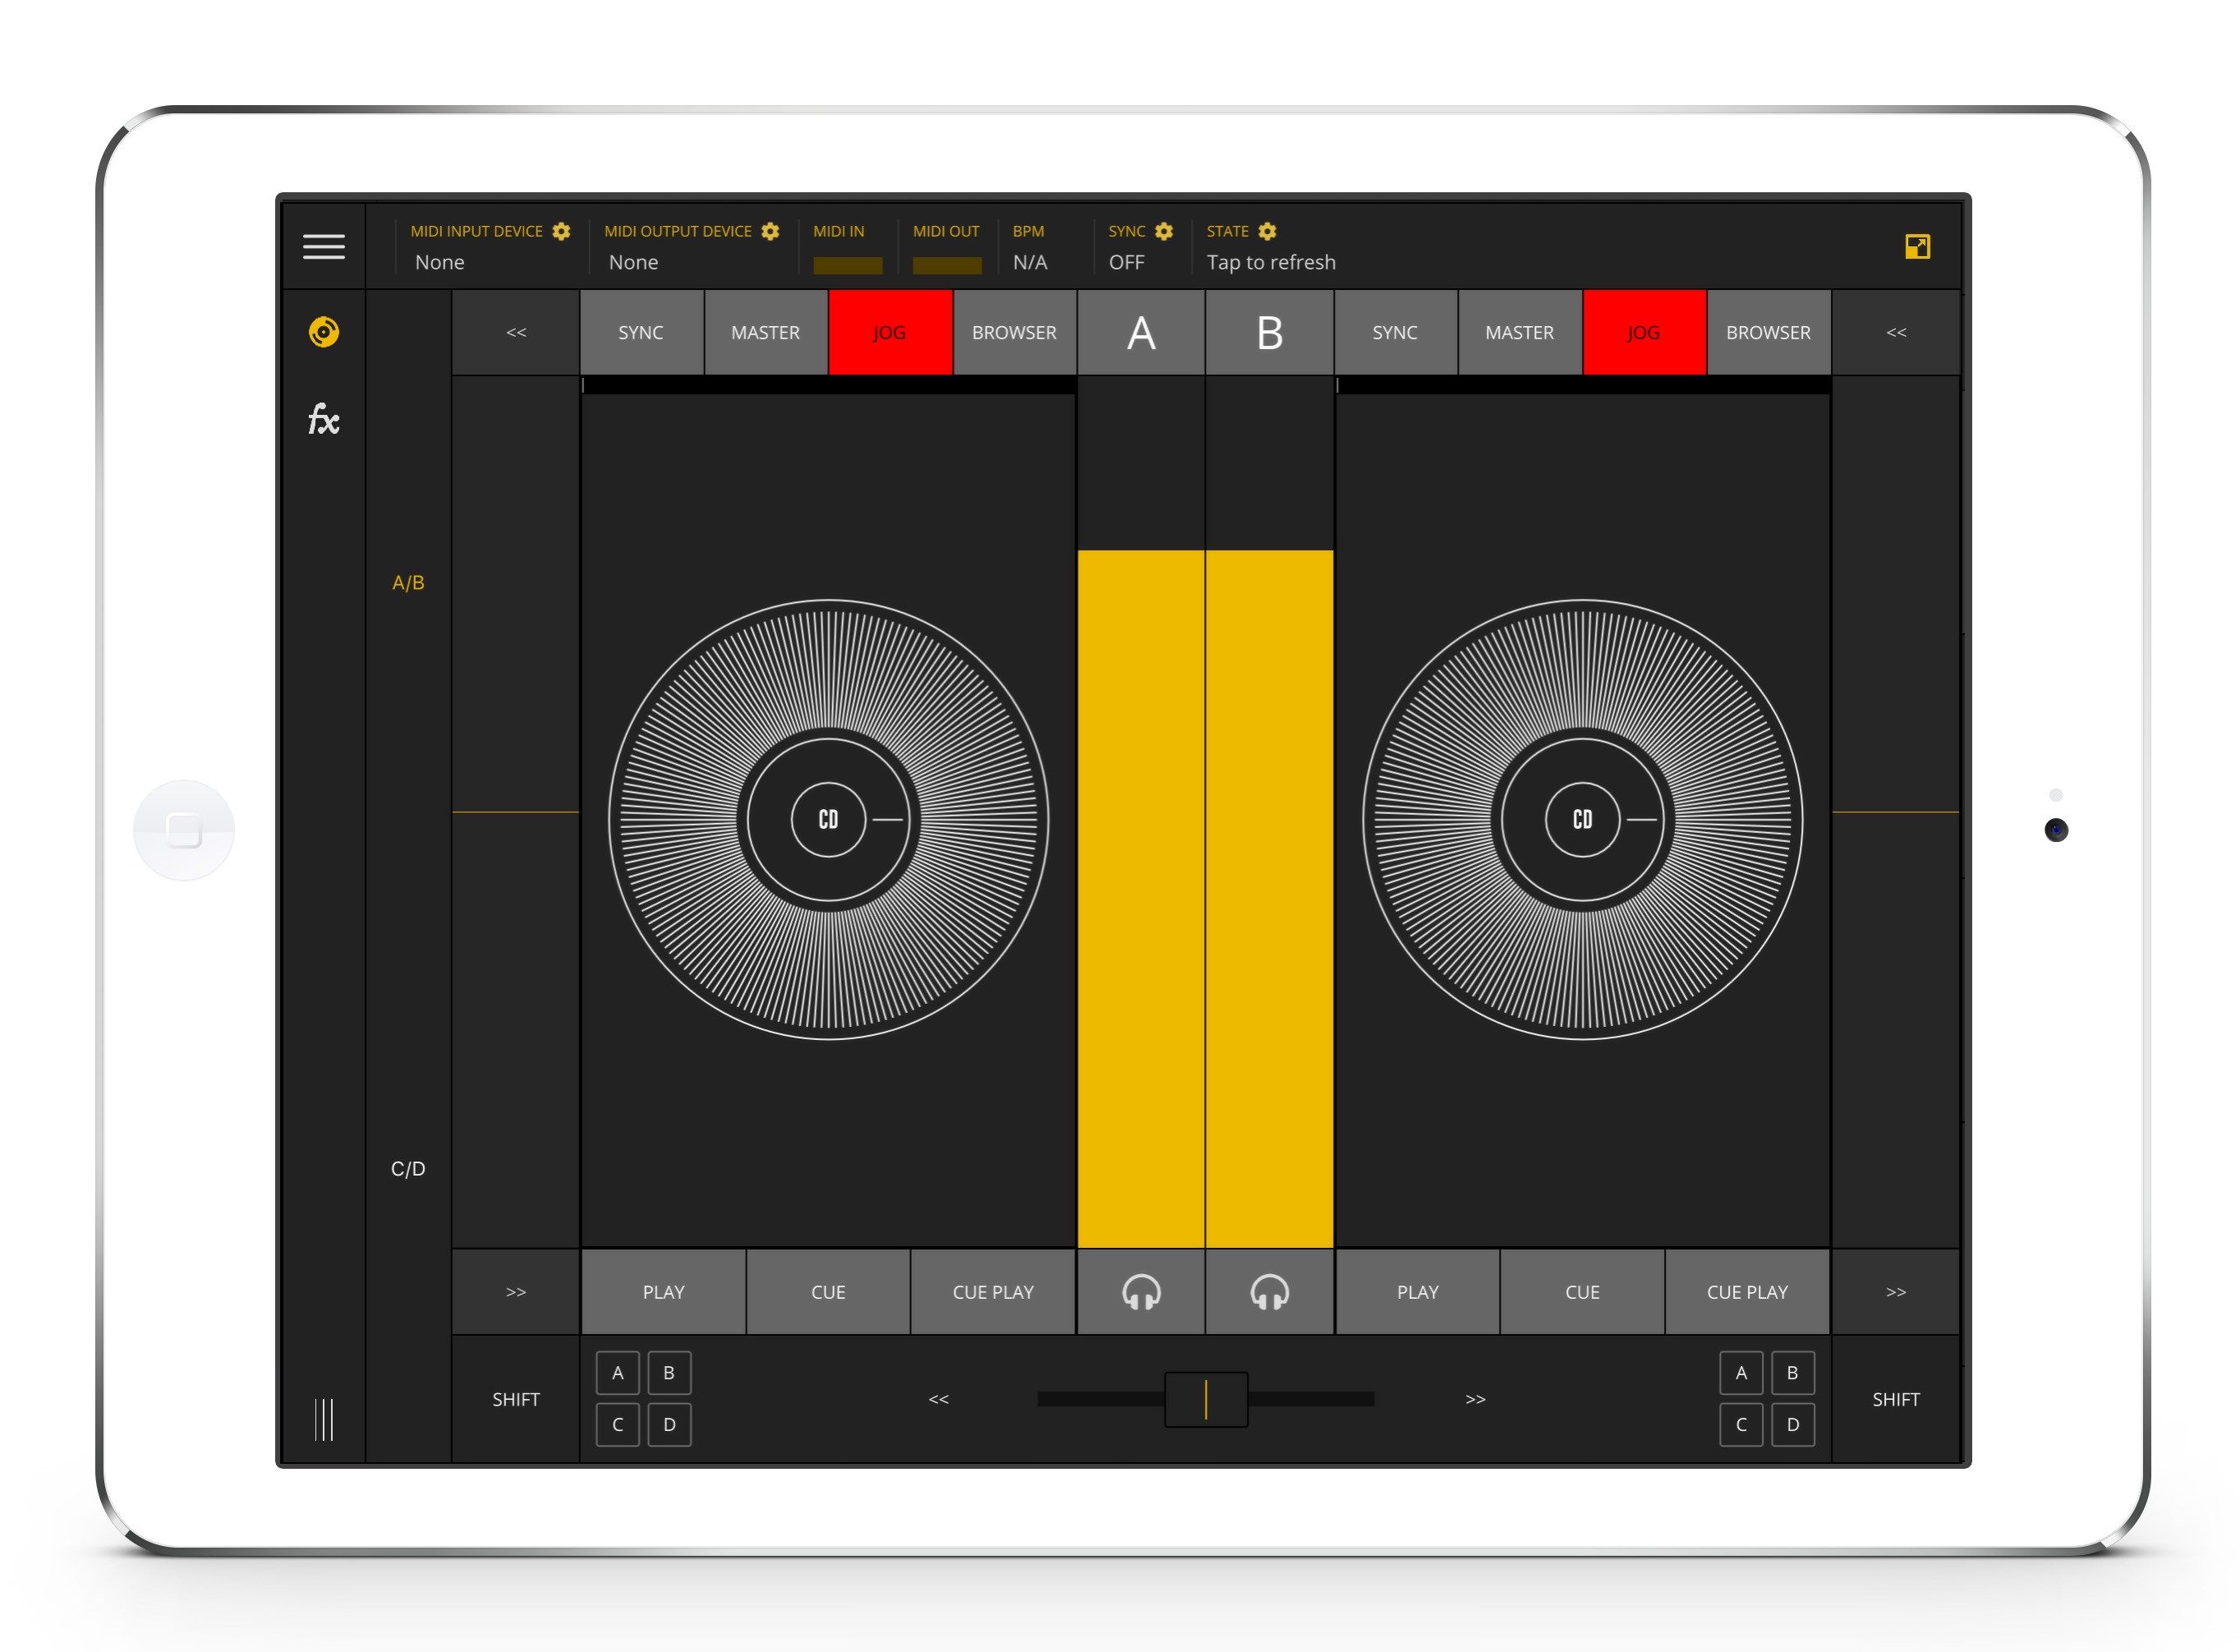 MIDI INPUT DEVICE MIDI OUTPUT DEVICE MIDI IN MIDI OUT BPM SYNC STATE
None None N/A OFF Tap to refresh
<< SYNC MASTER JOG BROWSER A B SYNC MASTER JOG BROWSER <<
fx
A/B
CD CD
C/D
>> PLAY CUE CUE PLAY PLAY CUE CUE PLAY >>
A B A B
SHIFT << >> SHIFT
C D C D